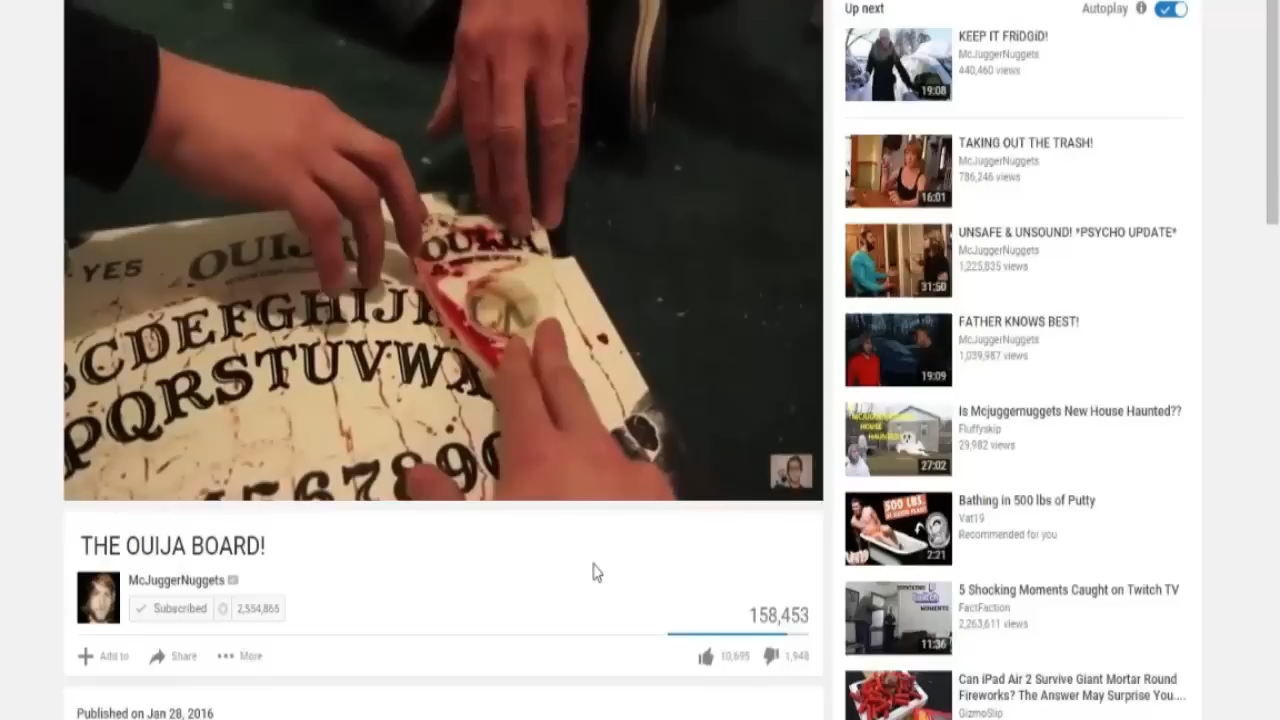 YES OUIJ OUIJA
CDEFGHIJK
PQRSTUVWX
567890
THE OUIJA BOARD!
McJuggerNuggets
Subscribed 2,554,865
158,453
Add to Share More
10,695 1,948
Published on Jan 28, 2016
Up next Autoplay
KEEP IT FRiDGiD!
McJuggerNuggets
440,460 views
19:08
TAKING OUT THE TRASH!
McJuggerNuggets
786,246 views
16:01
UNSAFE & UNSOUND! *PSYCHO UPDATE*
McJuggerNuggets
1,225,835 views
31:50
FATHER KNOWS BEST!
McJuggerNuggets
1,039,987 views
19:09
Is Mcjuggernuggets New House Haunted??
Fluffyskip
29,982 views
HOUSE
27:02
Bathing in 500 lbs of Putty
Vat19
Recommended for you
500 LBS
2:21
5 Shocking Moments Caught on Twitch TV
FactFaction
2,263,611 views
Twitch
MOMENTS
11:36
Can iPad Air 2 Survive Giant Mortar Round
Fireworks? The Answer May Surprise You....
GizmoSlip